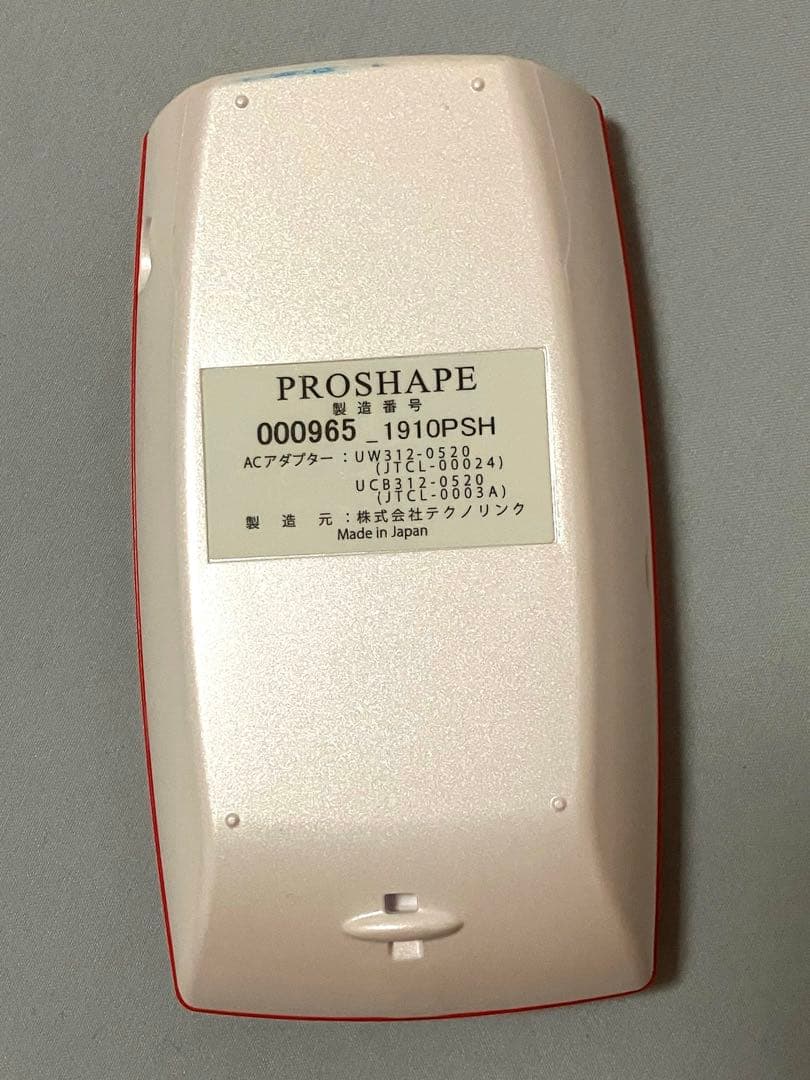 PROSHAPE
製造番号
000965_1910PSH
ACアダプター：UW312-0520
(JTCL-00024)
UCB312-0520
(JTCL-0003A)
製造元：株式会社テクノリンク
Made in Japan